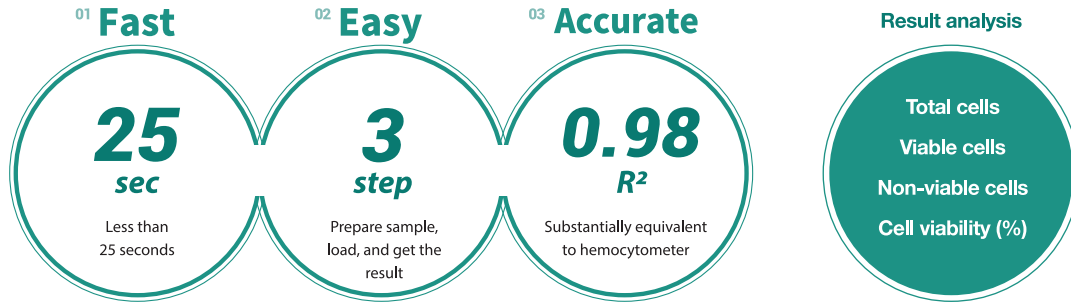 01 Fast
25
sec
Less than
25 seconds
02 Easy
3
step
Prepare sample,
load, and get the
result
03 Accurate
0.98
R²
Substantially equivalent
to hemocytometer
Result analysis
Total cells
Viable cells
Non-viable cells
Cell viability (%)